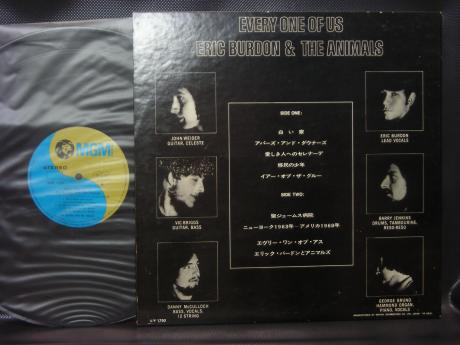 EVERY ONE OF US
ERIC BURDON & THE ANIMALS
MGM
STEREO
JOHN WEIDER
GUITAR, CELESTE
VIC BRIGGS
GUITAR, BASS
DANNY McCULLOCH
BASS, VOCALS,
12 STRING
SIDE ONE:
白い家
アパーズ・アンド・ダウナーズ
愛しき人へのセレナーデ
移民の少年
イアー・オブ・ザ・グルー
SIDE TWO:
聖ジェームス病院
ニューヨーク1963年―アメリカ1968年
エヴリー・ワン・オブ・アス
エリック・バードンとアニマルズ
ERIC BURDON
LEAD VOCALS
BARRY JENKINS
DRUMS, TAMBOURINE,
RESO-RESO
GEORGE BRUNO
HAMMOND ORGAN,
PIANO, VOCALS